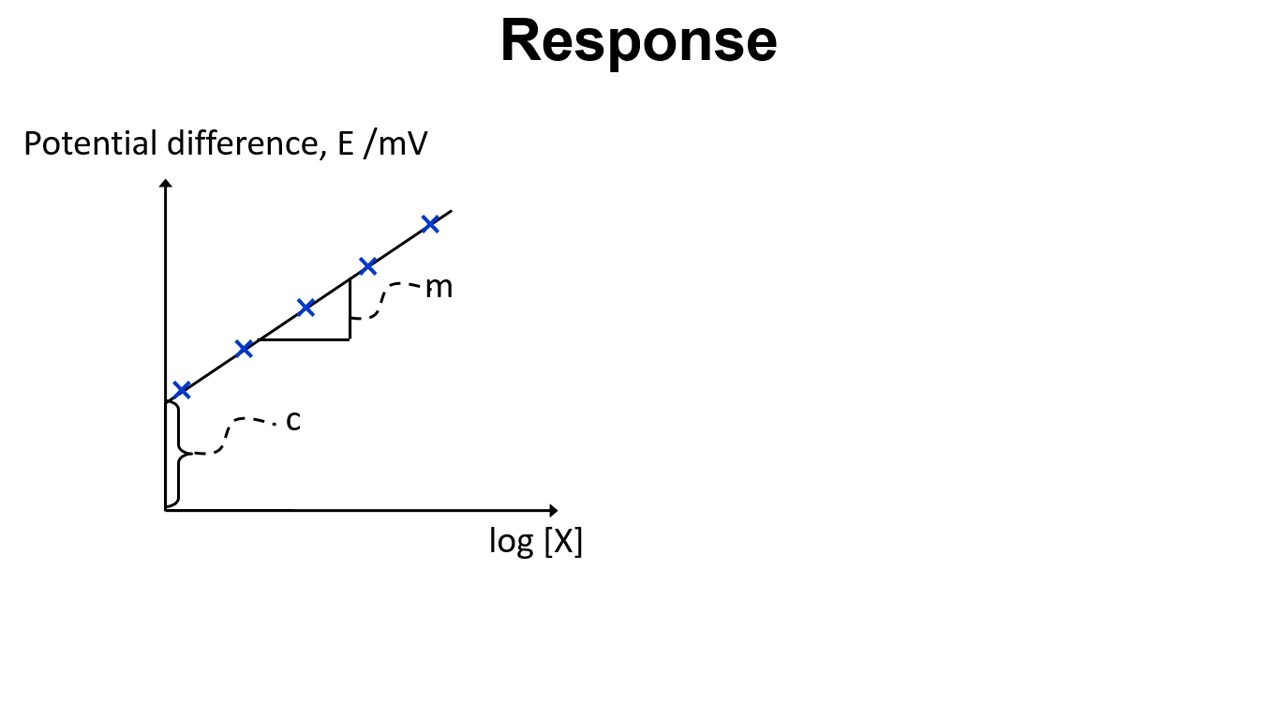 Response
Potential difference, E /mV
m
c
log [X]